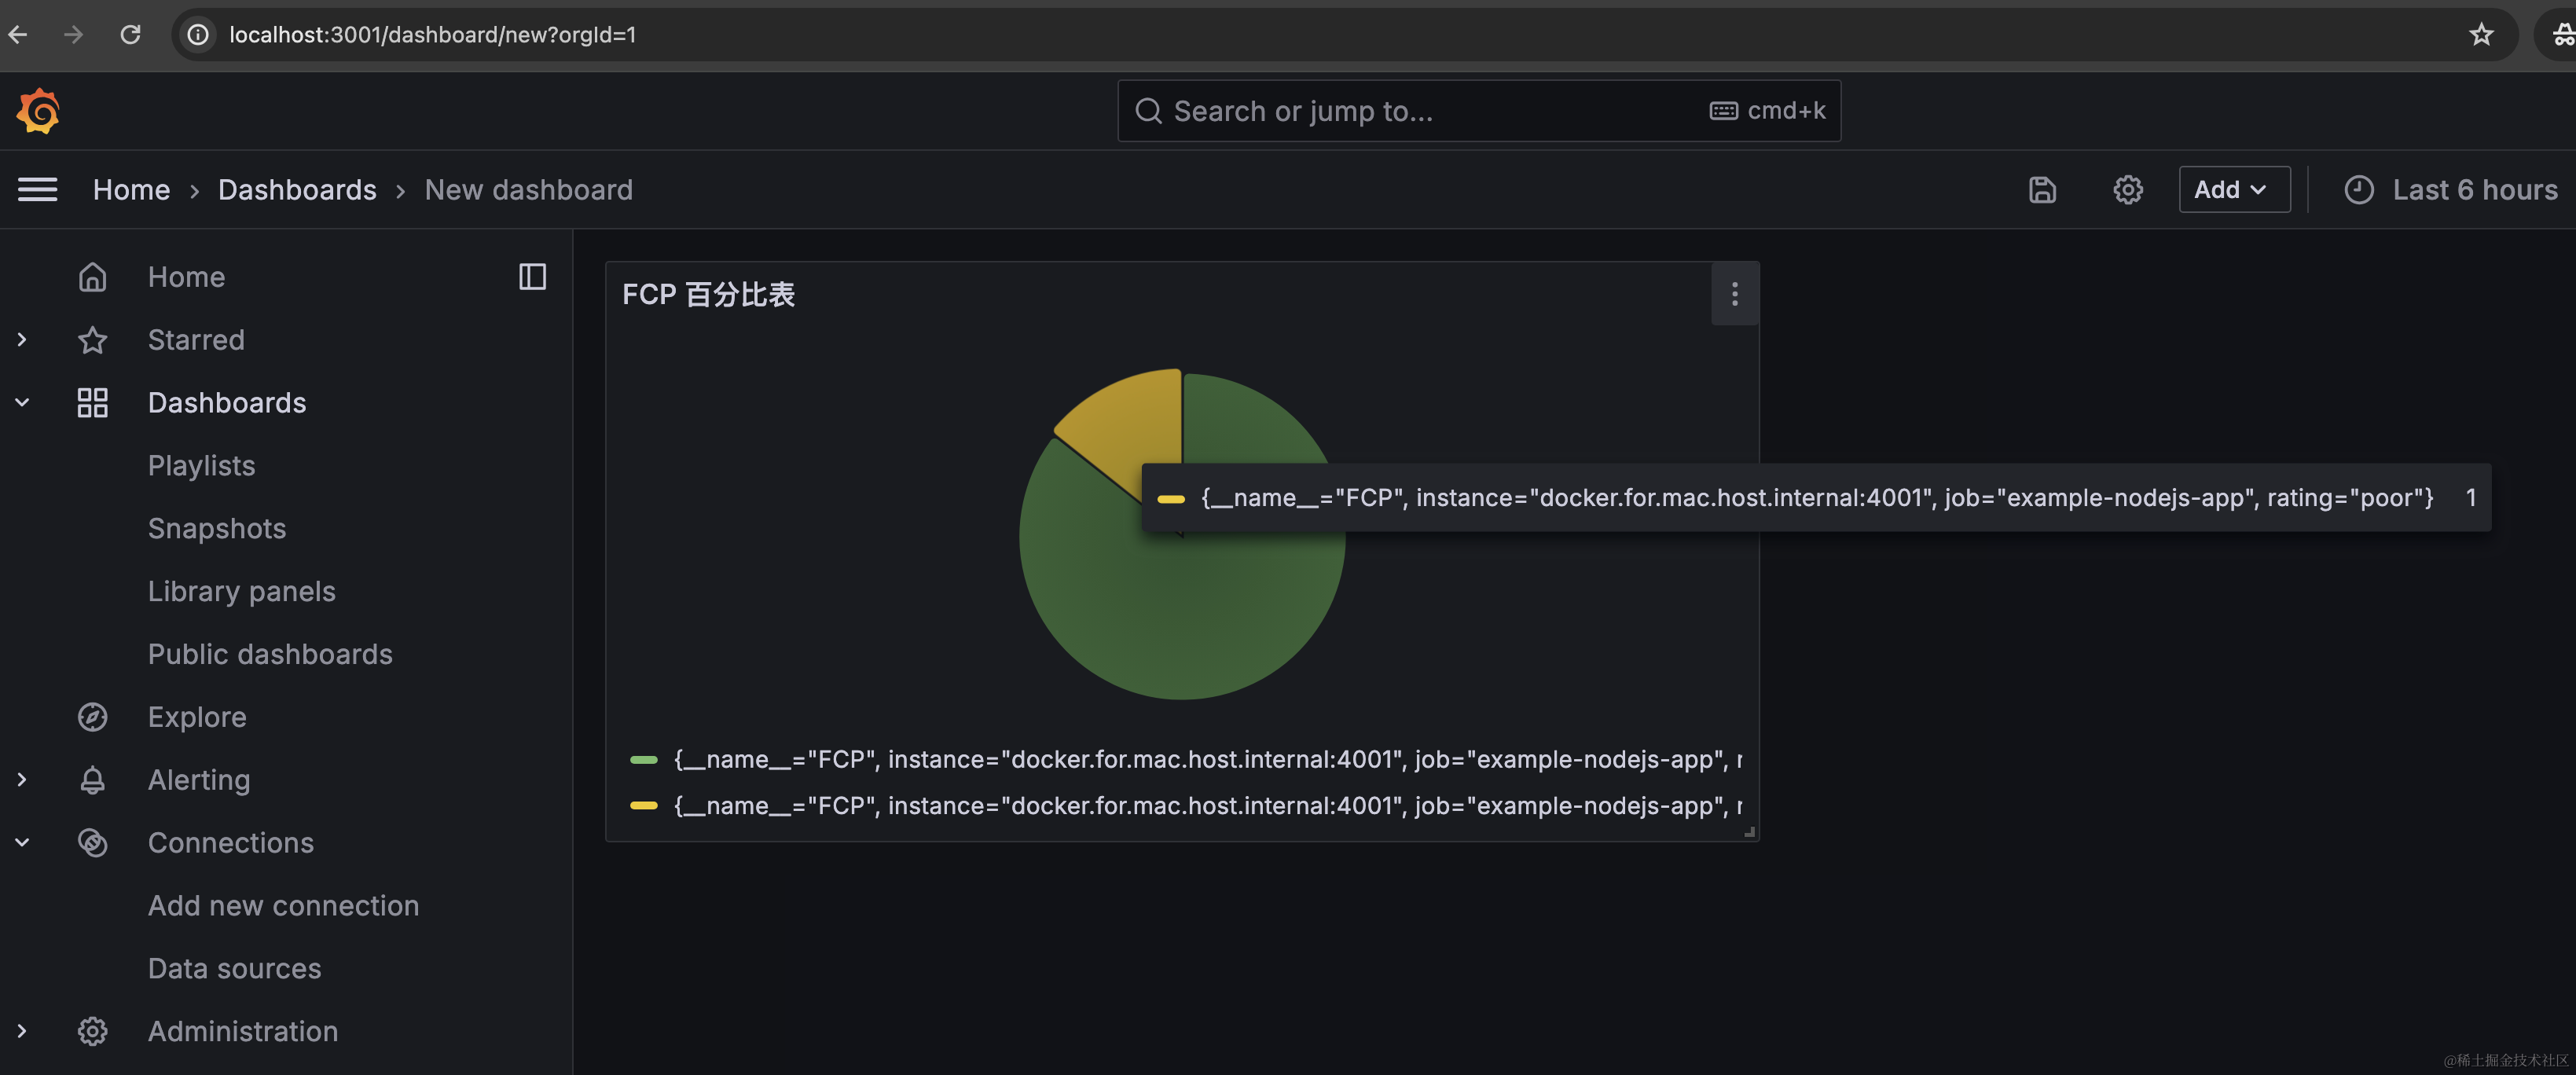 localhost:3001/dashboard/new?orgId=1
Search or jump to...
cmd+k
Home › Dashboards › New dashboard
Add
Last 6 hours
Home
Starred
Dashboards
Playlists
Snapshots
Library panels
Public dashboards
Explore
Alerting
Connections
Add new connection
Data sources
Administration
FCP 百分比表
{__name__="FCP", instance="docker.for.mac.host.internal:4001", job="example-nodejs-app", rating="poor"} 1
{__name__="FCP", instance="docker.for.mac.host.internal:4001", job="example-nodejs-app", r
{__name__="FCP", instance="docker.for.mac.host.internal:4001", job="example-nodejs-app", r
@稀土掘金技术社区